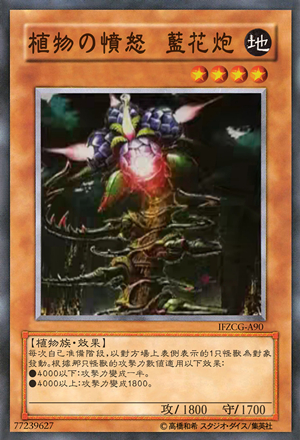 植物の憤怒 藍花炮
地
IFZCG-A90
【植物族·效果】
每次自己准備階段,以對方場上表側表示的1只怪獸為對象
發動。根據那只怪獸的攻擊力數值適用以下效果:
●4000以下:攻擊力變成一半。
●4000以上:攻擊力變成1800。
攻/1800 守/1700
77239627
©高橋和希 スタジオ·ダイス/集英社